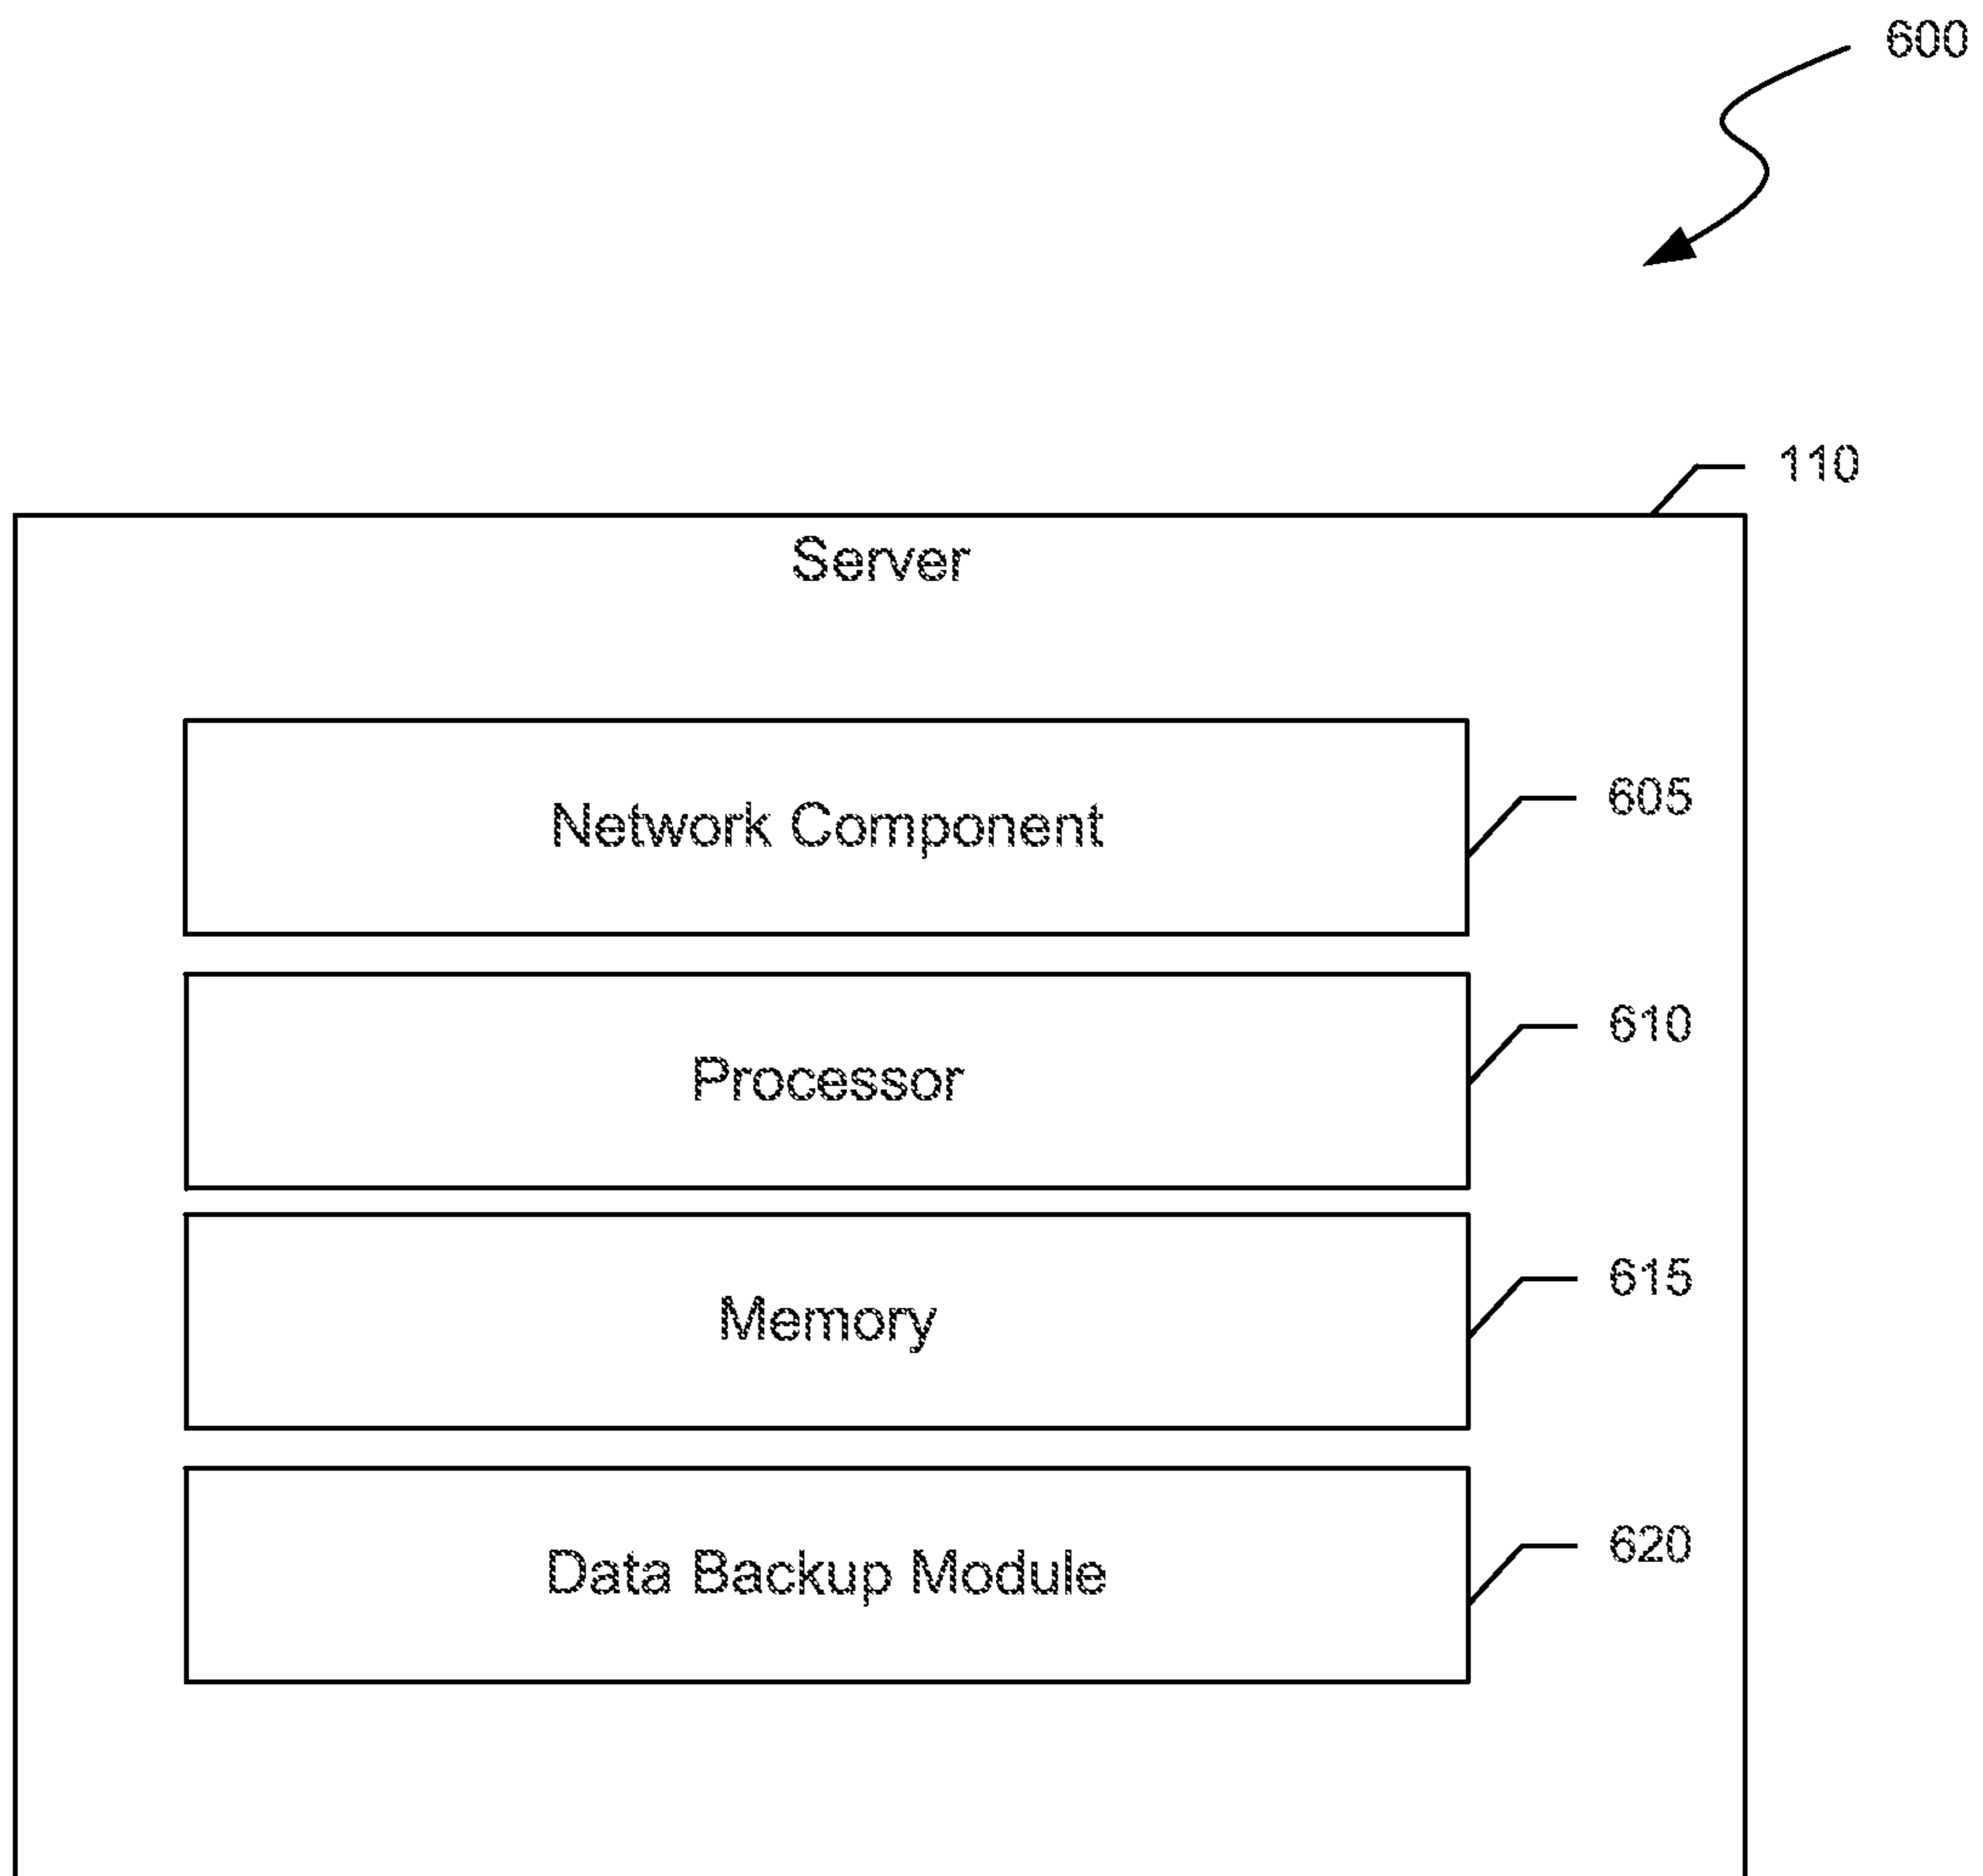 600
110
Server
Network Component
605
Processor
610
Memory
615
Data Backup Module
620